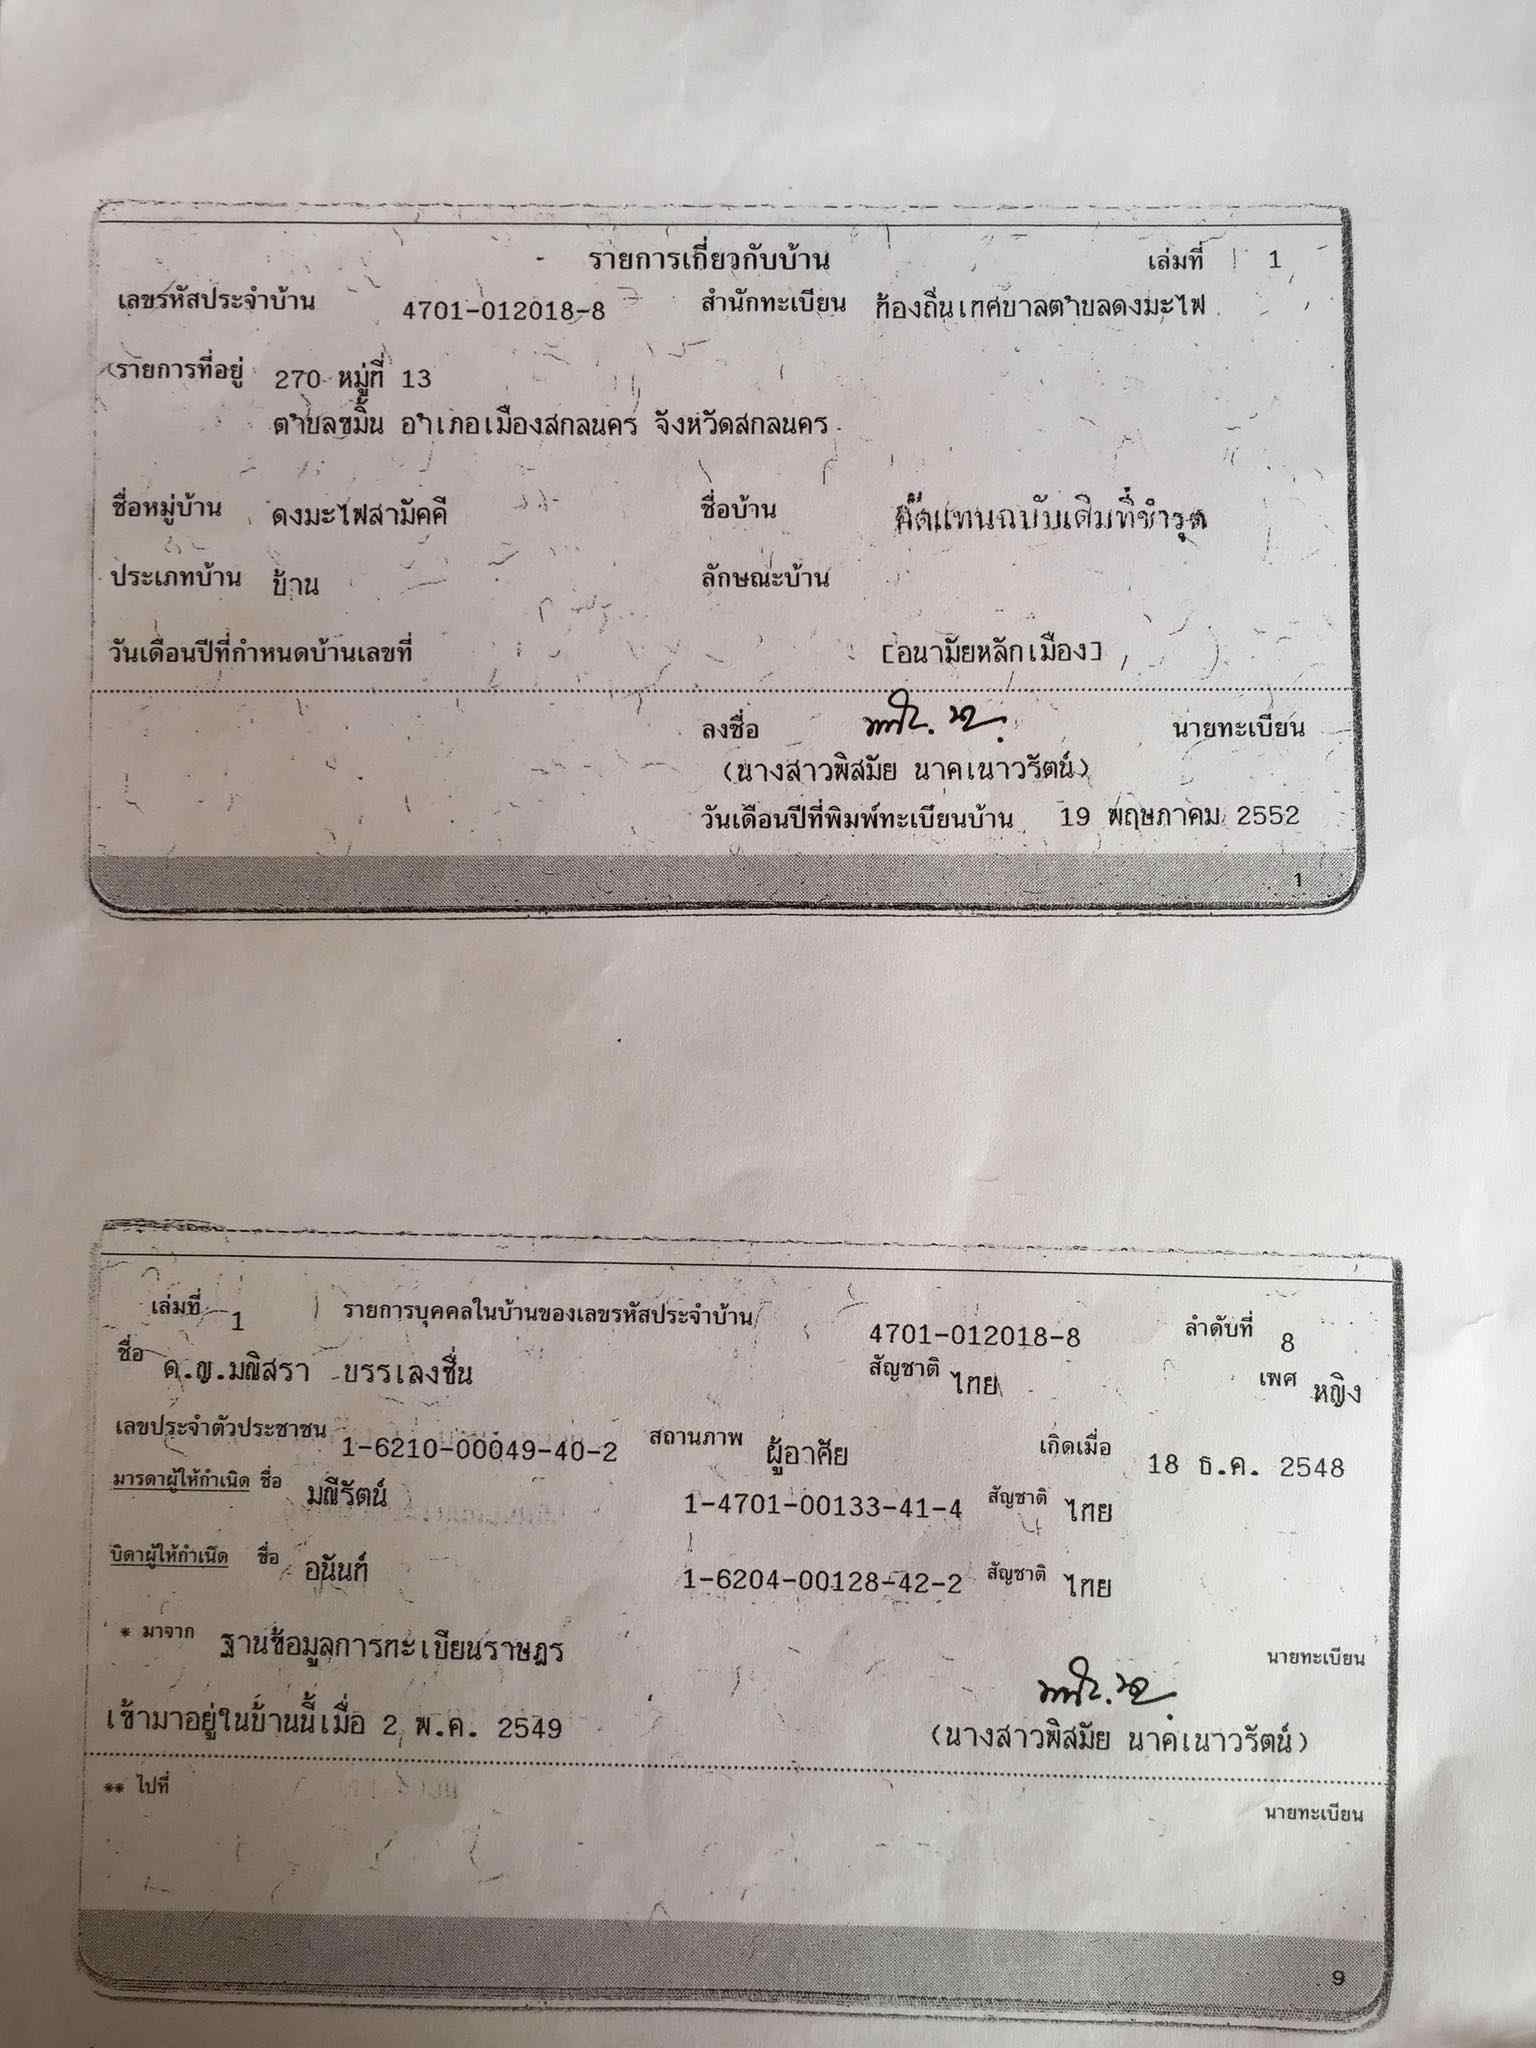 รายการเกี่ยวกับบ้าน เล่มที่ 1
เลขรหัสประจำบ้าน 4701-012018-8 สำนักทะเบียน ท้องถิ่นเทศบาลตำบลดงมะไฟ
รายการที่อยู่ 270 หมู่ที่ 13
ตำบลขมิ้น อำเภอเมืองสกลนคร จังหวัดสกลนคร
ชื่อหมู่บ้าน ดงมะไฟสามัคคี ชื่อบ้าน คัดแทนฉบับเดิมที่ชำรุด
ประเภทบ้าน บ้าน ลักษณะบ้าน
วันเดือนปีที่กำหนดบ้านเลขที่ [อนามัยหลักเมือง]
ลงชื่อ นายทะเบียน
(นางสาวพิสมัย นาคเนาวรัตน์)
วันเดือนปีที่พิมพ์ทะเบียนบ้าน 19 พฤษภาคม 2552
1
เล่มที่ 1 รายการบุคคลในบ้านของเลขรหัสประจำบ้าน 4701-012018-8 ลำดับที่ 8
ชื่อ ด.ญ.มณิสรา บรรเลงชื่น สัญชาติ ไทย เพศ หญิง
เลขประจำตัวประชาชน 1-6210-00049-40-2 สถานภาพ ผู้อาศัย เกิดเมื่อ 18 ธ.ค. 2548
มารดาผู้ให้กำเนิด ชื่อ มณีรัตน์ 1-4701-00133-41-4 สัญชาติ ไทย
บิดาผู้ให้กำเนิด ชื่อ อนันท์ 1-6204-00128-42-2 สัญชาติ ไทย
* มาจาก ฐานข้อมูลการทะเบียนราษฎร นายทะเบียน
เข้ามาอยู่ในบ้านนี้เมื่อ 2 พ.ค. 2549 (นางสาวพิสมัย นาคเนาวรัตน์)
** ไปที่ นายทะเบียน
9